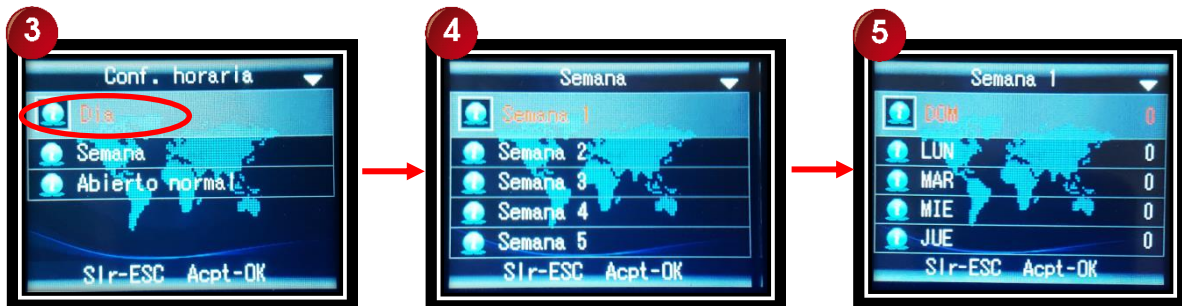 3
Conf. horaria
Dia
Semana
Abierto normal
Slr-ESC Acpt-OK
4
Semana
Semana 1
Semana 2
Semana 3
Semana 4
Semana 5
Slr-ESC Acpt-OK
5
Semana 1
DOM 0
LUN 0
MAR 0
MIE 0
JUE 0
Slr-ESC Acpt-OK